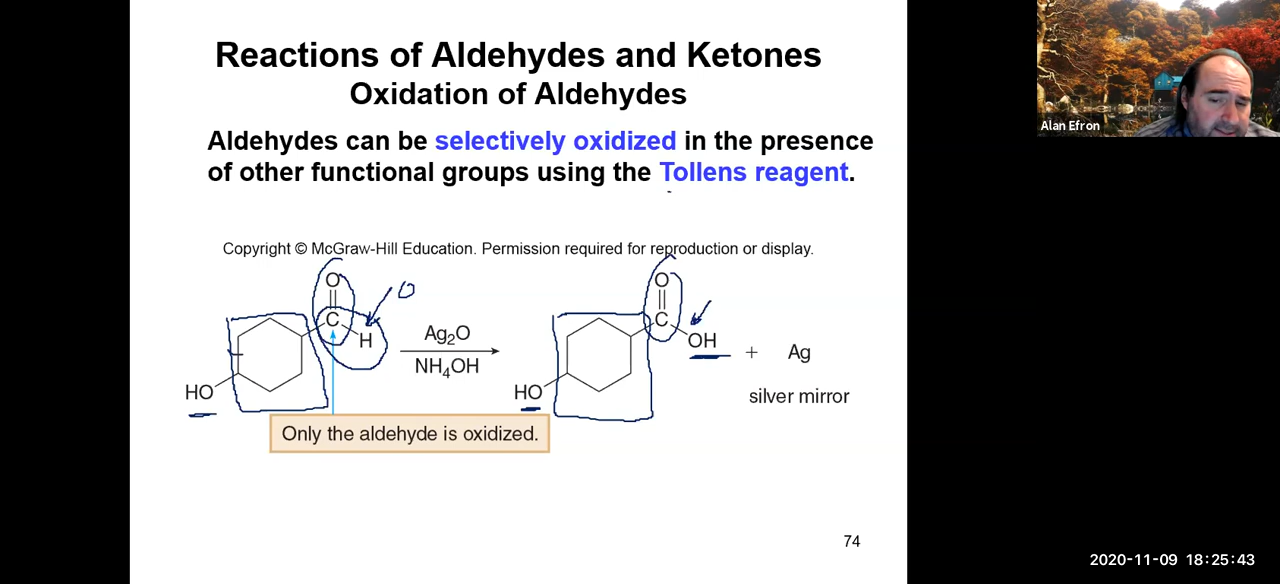 Reactions of Aldehydes and Ketones
Oxidation of Aldehydes
Aldehydes can be selectively oxidized in the presence
of other functional groups using the Tollens reagent.
Alan Efron
Copyright © McGraw-Hill Education. Permission required for reproduction or display.
O
C
H
HO
O
Ag₂O
NH₄OH
O
C
OH
HO
+ Ag
silver mirror
Only the aldehyde is oxidized.
74
2020-11-09 18:25:43